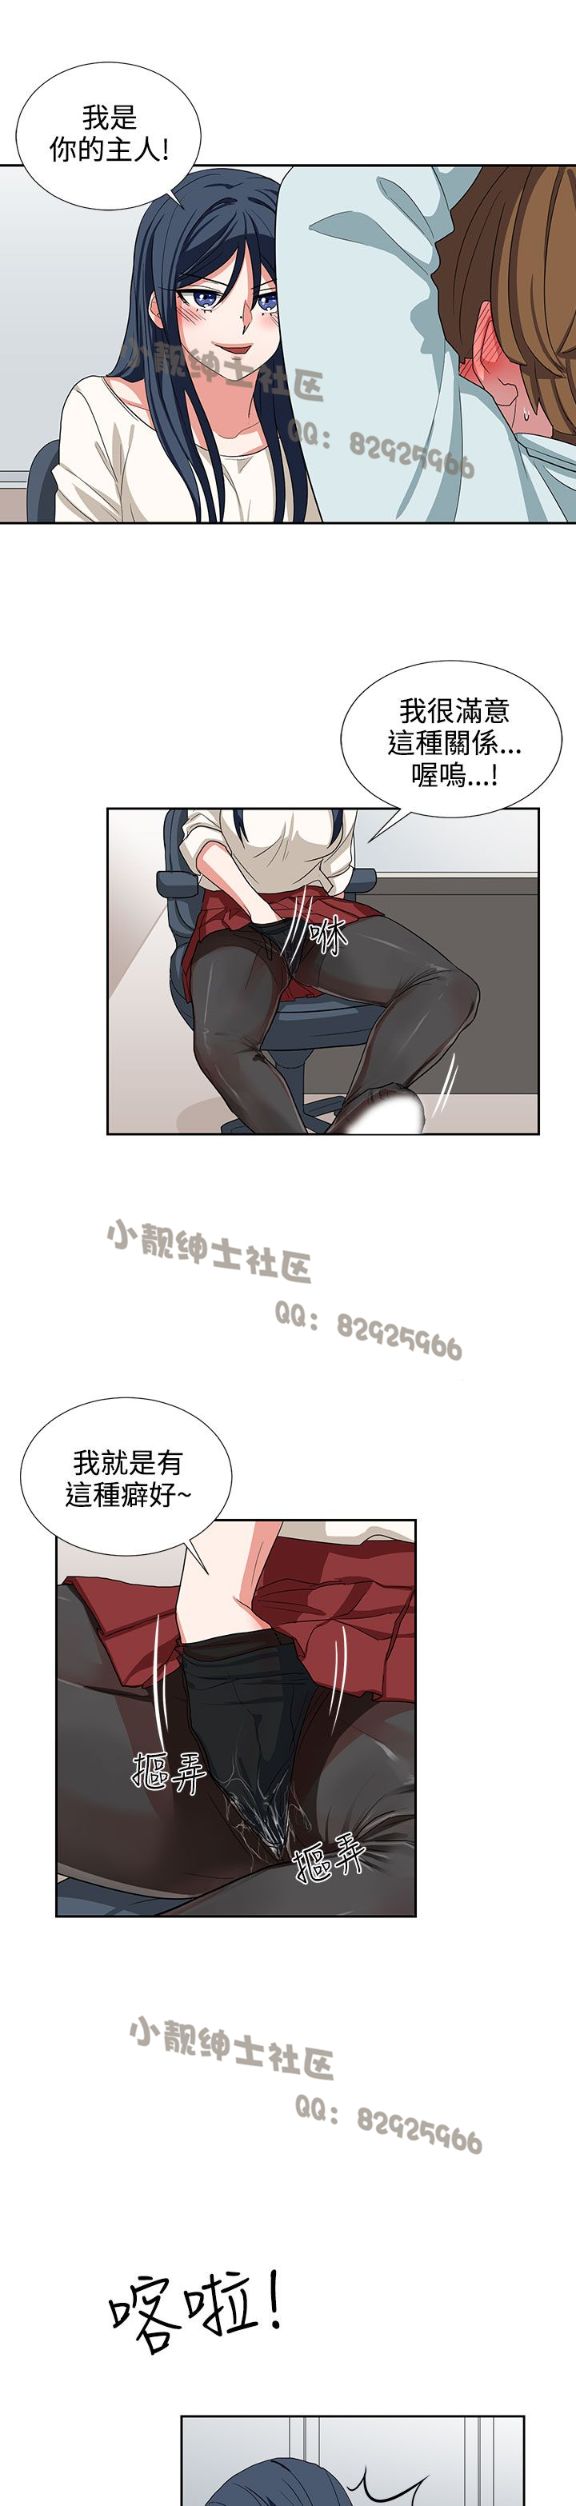 我是
你的主人!
小靓绅士社区
QQ: 82925966
我很滿意
這種關係...
喔嗚...!
咻
小靓绅士社区
QQ: 82925966
我就是有
這種癖好~
摳弄
摳弄
小靓绅士社区
QQ: 82925966
喀啦!